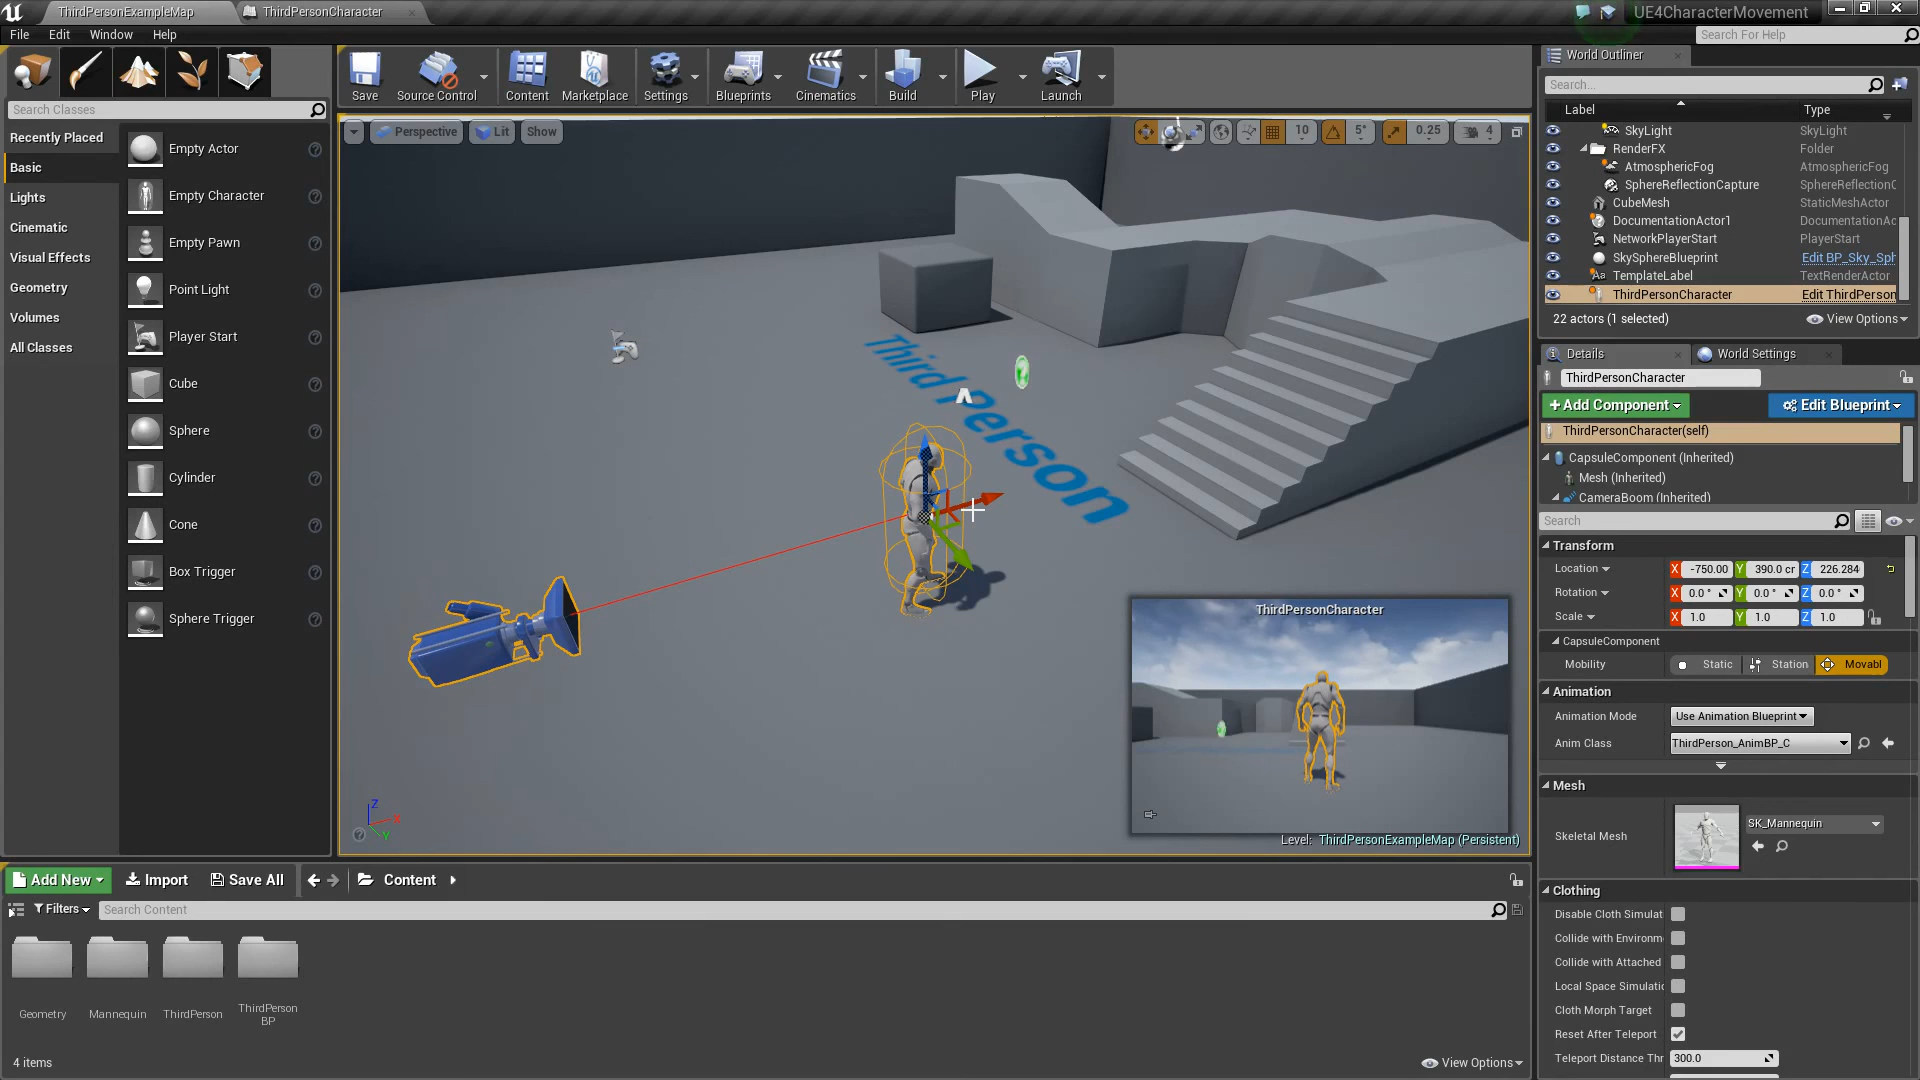 ThirdPersonExampleMap
ThirdPersonCharacter
UE4CharacterMovement
File Edit Window Help
Search For Help
Search Classes
Recently Placed
Basic
Lights
Cinematic
Visual Effects
Geometry
Volumes
All Classes
Empty Actor
Empty Character
Empty Pawn
Point Light
Player Start
Cube
Sphere
Cylinder
Cone
Box Trigger
Sphere Trigger
Save
Source Control
Content
Marketplace
Settings
Blueprints
Cinematics
Build
Play
Launch
Perspective
Lit
Show
10
5°
0.25
4
Third Person
ThirdPersonCharacter
Level: ThirdPersonExampleMap (Persistent)
Z
X
Y
World Outliner
Search...
Label Type
SkyLight SkyLight
RenderFX Folder
AtmosphericFog AtmosphericFog
SphereReflectionCapture SphereReflectionC
CubeMesh StaticMeshActor
DocumentationActor1 DocumentationAc
NetworkPlayerStart PlayerStart
SkySphereBlueprint Edit BP_Sky_Sph
TemplateLabel TextRenderActor
ThirdPersonCharacter Edit ThirdPerson
22 actors (1 selected)
View Options
Details
World Settings
ThirdPersonCharacter
+Add Component
Edit Blueprint
ThirdPersonCharacter(self)
CapsuleComponent (Inherited)
Mesh (Inherited)
CameraBoom (Inherited)
Search
Transform
Location X -750.00 Y 390.0 cr Z 226.284
Rotation X 0.0 ° Y 0.0 ° Z 0.0 °
Scale X 1.0 Y 1.0 Z 1.0
CapsuleComponent
Mobility Static Station Movabl
Animation
Animation Mode Use Animation Blueprint
Anim Class ThirdPerson_AnimBP_C
Mesh
Skeletal Mesh SK_Mannequin
Clothing
Disable Cloth Simulat
Collide with Environm
Collide with Attached
Local Space Simulatic
Cloth Morph Target
Reset After Teleport
Teleport Distance Thr 300.0
Add New
Import
Save All
Content
Filters
Search Content
Geometry
Mannequin
ThirdPerson
ThirdPerson
BP
4 items
View Options